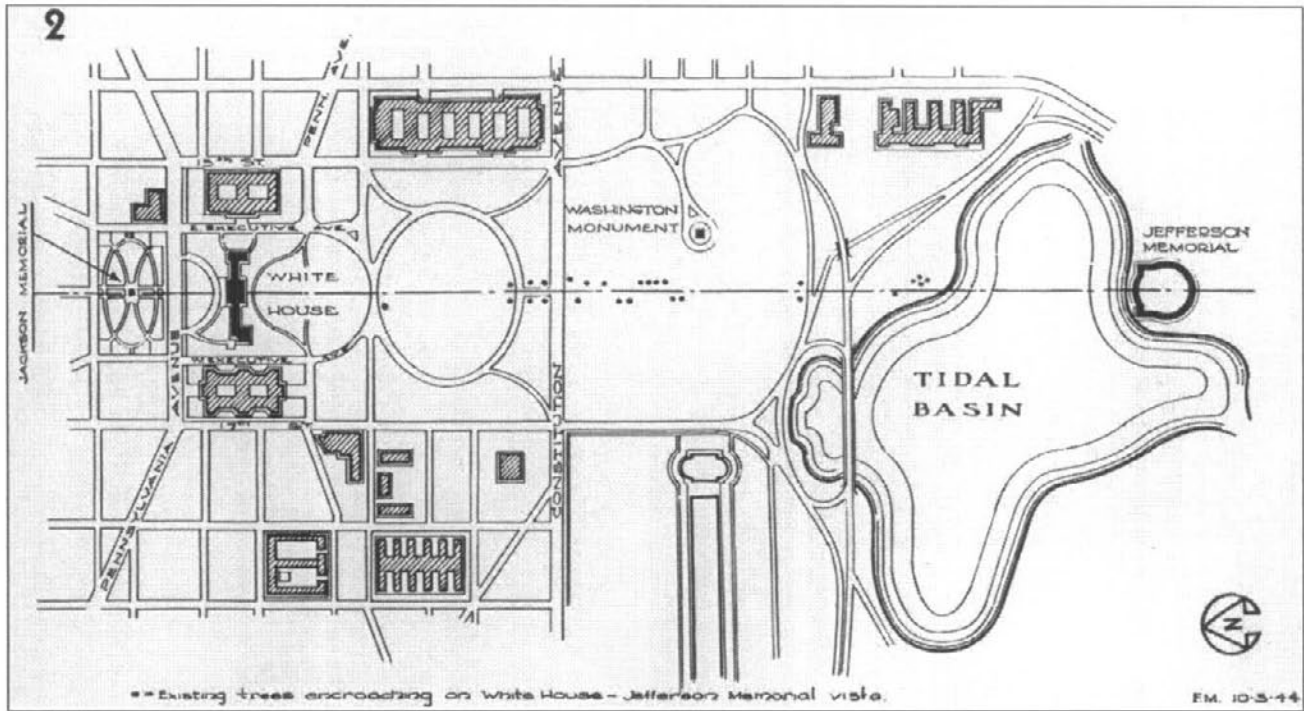 2
PENN. AVE.
AVENUE
15TH ST
E. EXECUTIVE AVE.
WASHINGTON
MONUMENT
JEFFERSON
MEMORIAL
JACKSON MEMORIAL
WHITE
HOUSE
W. EXECUTIVE AVE
AVENUE
TIDAL
BASIN
17TH ST
CONSTITUTION
PENNSYLVANIA
N
Existing trees encroaching on White House - Jefferson Memorial vista.
F.M. 10-3-44